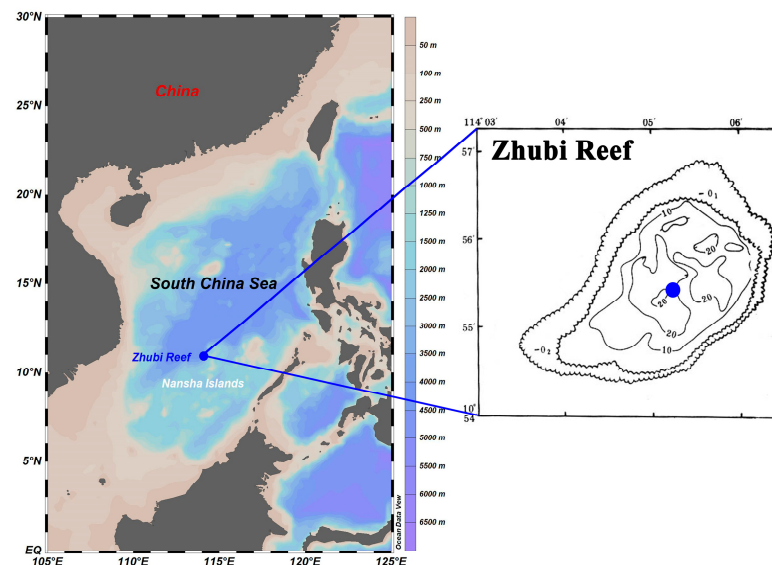 30°N
25°N
20°N
15°N
10°N
5°N
EQ
105°E
110°E
115°E
120°E
125°E
China
South China Sea
Zhubi Reef
Nansha Islands
50 m
100 m
250 m
500 m
750 m
1000 m
1250 m
1500 m
2000 m
2500 m
3000 m
3500 m
4000 m
4500 m
5000 m
5500 m
6000 m
6500 m
Ocean Data View
Zhubi Reef
114°03′
04′
05′
06′
57′
56′
55′
10°
54′
-0₁
10
20
20
26
20
10
-0₂